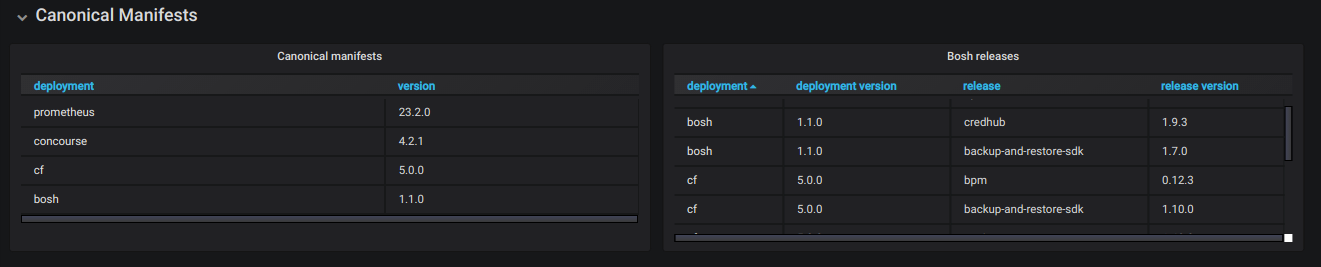 Canonical Manifests
Canonical manifests
deployment version
prometheus 23.2.0
concourse 4.2.1
cf 5.0.0
bosh 1.1.0
Bosh releases
deployment deployment version release release version
bosh 1.1.0 credhub 1.9.3
bosh 1.1.0 backup-and-restore-sdk 1.7.0
cf 5.0.0 bpm 0.12.3
cf 5.0.0 backup-and-restore-sdk 1.10.0